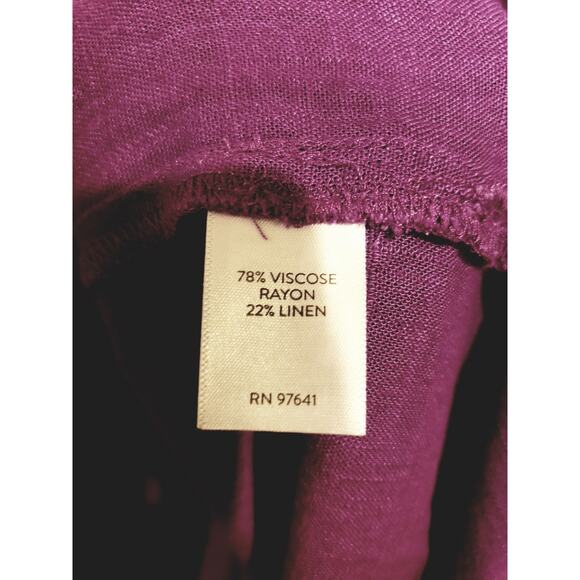 78% VISCOSE
RAYON
22% LINEN
RN 97641